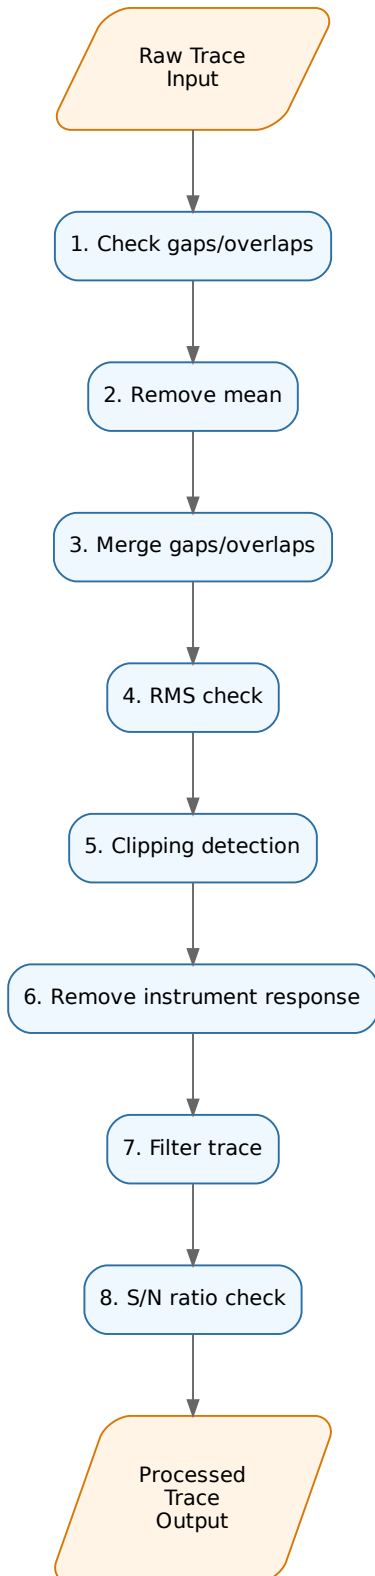 Raw Trace
Input
1. Check gaps/overlaps
2. Remove mean
3. Merge gaps/overlaps
4. RMS check
5. Clipping detection
6. Remove instrument response
7. Filter trace
8. S/N ratio check
Processed
Trace
Output